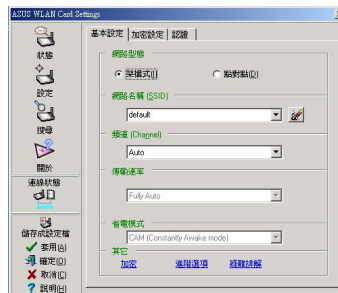 ASUS WLAN Card Settings
狀態
設定
搜尋
關於
連線狀態
儲存成設定檔
套用(A)
確定(O)
取消(C)
說明(H)
基本設定 加密設定 認證
網路型態
架構式(I) 點對點(D)
網路名稱 (SSID)
default
頻道 (Channel)
Auto
傳輸速率
Fully Auto
省電模式
CAM (Constantly Awake mode)
其它
加密 進階選項 疑難排解